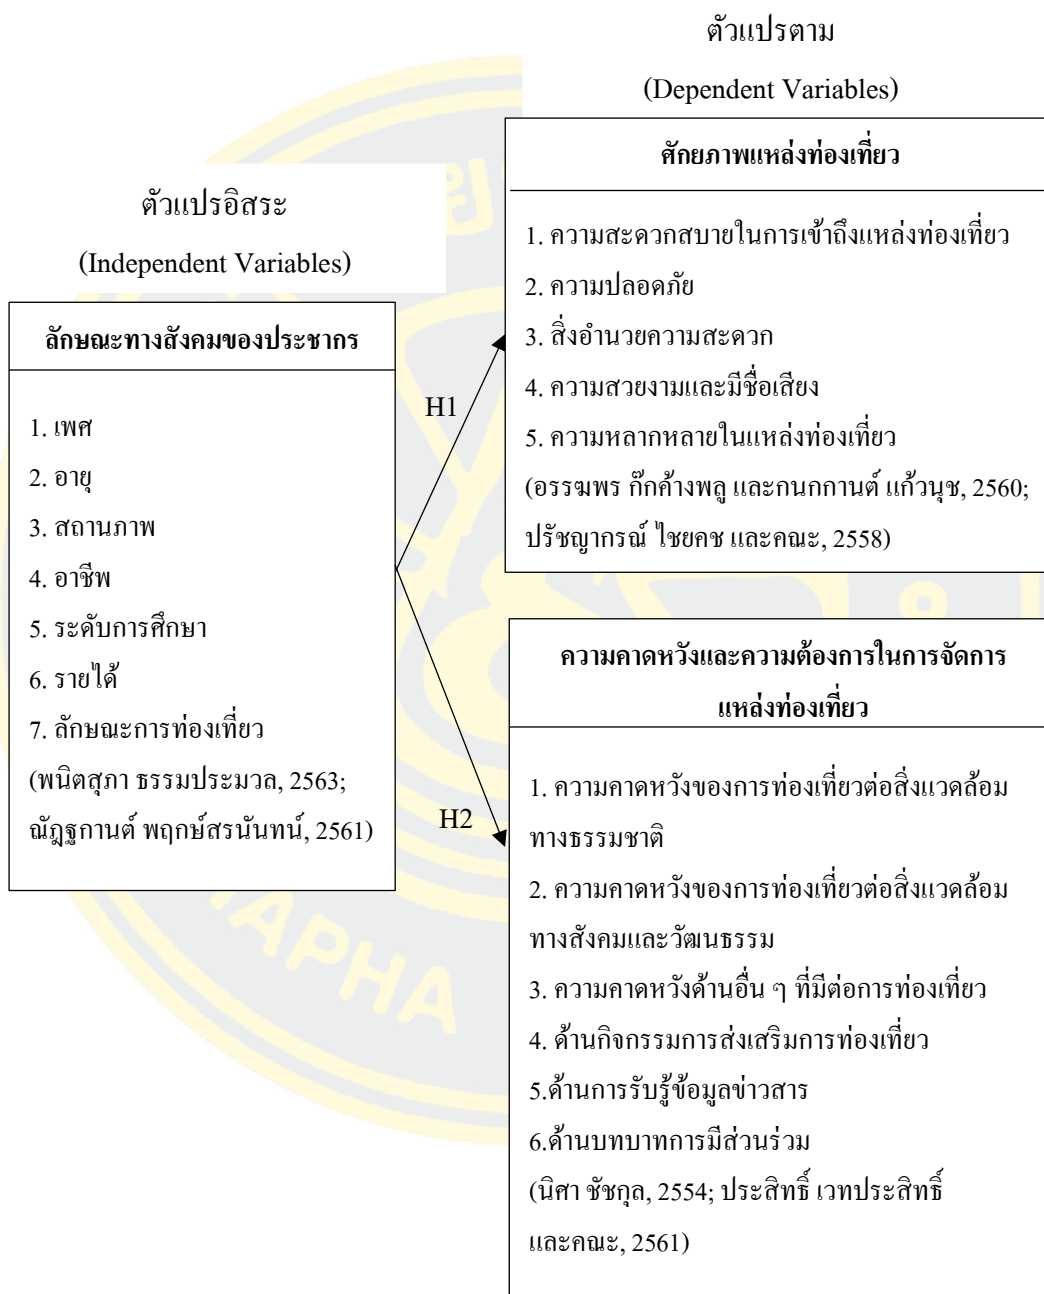 ตัวแปรตาม
(Dependent Variables)
ศักยภาพแหล่งท่องเที่ยว
1. ความสะดวกสบายในการเข้าถึงแหล่งท่องเที่ยว
2. ความปลอดภัย
3. สิ่งอำนวยความสะดวก
4. ความสวยงามและมีชื่อเสียง
5. ความหลากหลายในแหล่งท่องเที่ยว
(อรรฆพร ก๊กค้างพลู และกนกกานต์ แก้วนุช, 2560;
ปรัชญากรณ์ ไชยคช และคณะ, 2558)
ตัวแปรอิสระ
(Independent Variables)
ลักษณะทางสังคมของประชากร
1. เพศ
2. อายุ
3. สถานภาพ
4. อาชีพ
5. ระดับการศึกษา
6. รายได้
7. ลักษณะการท่องเที่ยว
(พนิตสุภา ธรรมประมวล, 2563;
ณัฎฐกานต์ พฤกษ์สรนันทน์, 2561)
H1
H2
ความคาดหวังและความต้องการในการจัดการ
แหล่งท่องเที่ยว
1. ความคาดหวังของการท่องเที่ยวต่อสิ่งแวดล้อม
ทางธรรมชาติ
2. ความคาดหวังของการท่องเที่ยวต่อสิ่งแวดล้อม
ทางสังคมและวัฒนธรรม
3. ความคาดหวังด้านอื่น ๆ ที่มีต่อการท่องเที่ยว
4. ด้านกิจกรรมการส่งเสริมการท่องเที่ยว
5.ด้านการรับรู้ข้อมูลข่าวสาร
6.ด้านบทบาทการมีส่วนร่วม
(นิศา ชัชกุล, 2554; ประสิทธิ์ เวทประสิทธิ์
และคณะ, 2561)
APHA